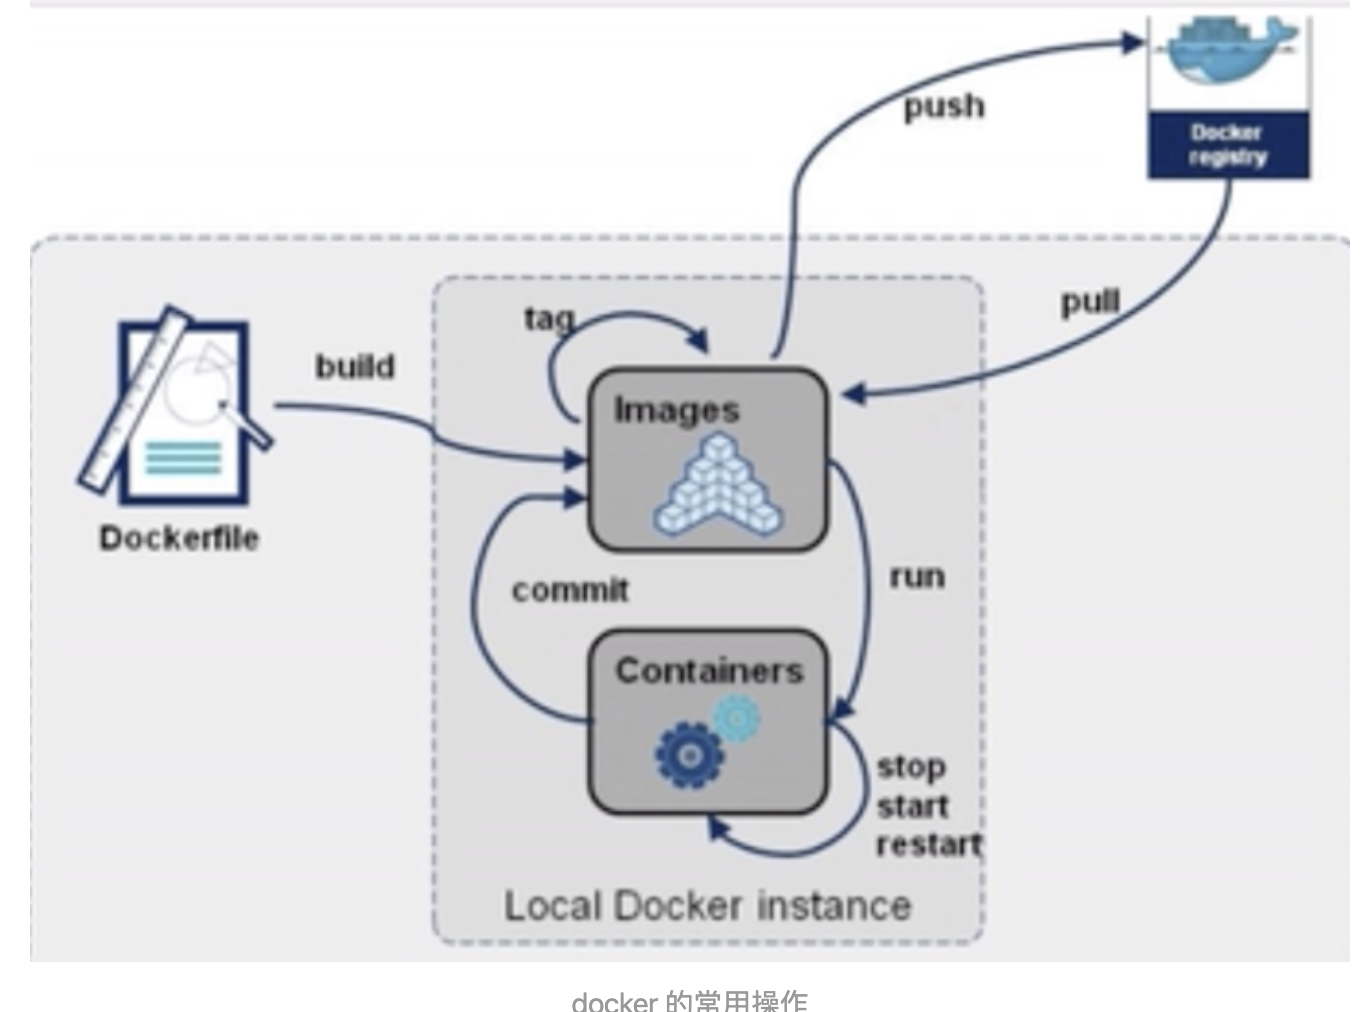 push
Docker
registry
pull
tag
build
Images
Dockerfile
commit
run
Containers
stop
start
restart
Local Docker instance
docker 的常用操作